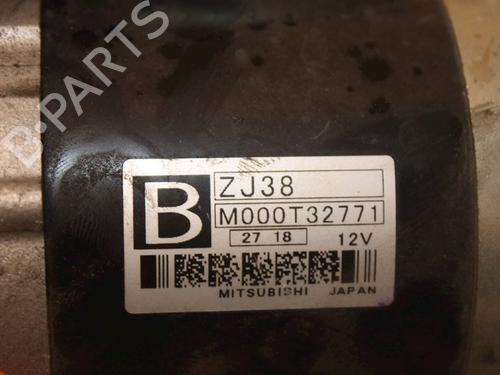 B-PARTS
B
ZJ38
M000T32771
27 18 12V
MITSUBISHI JAPAN